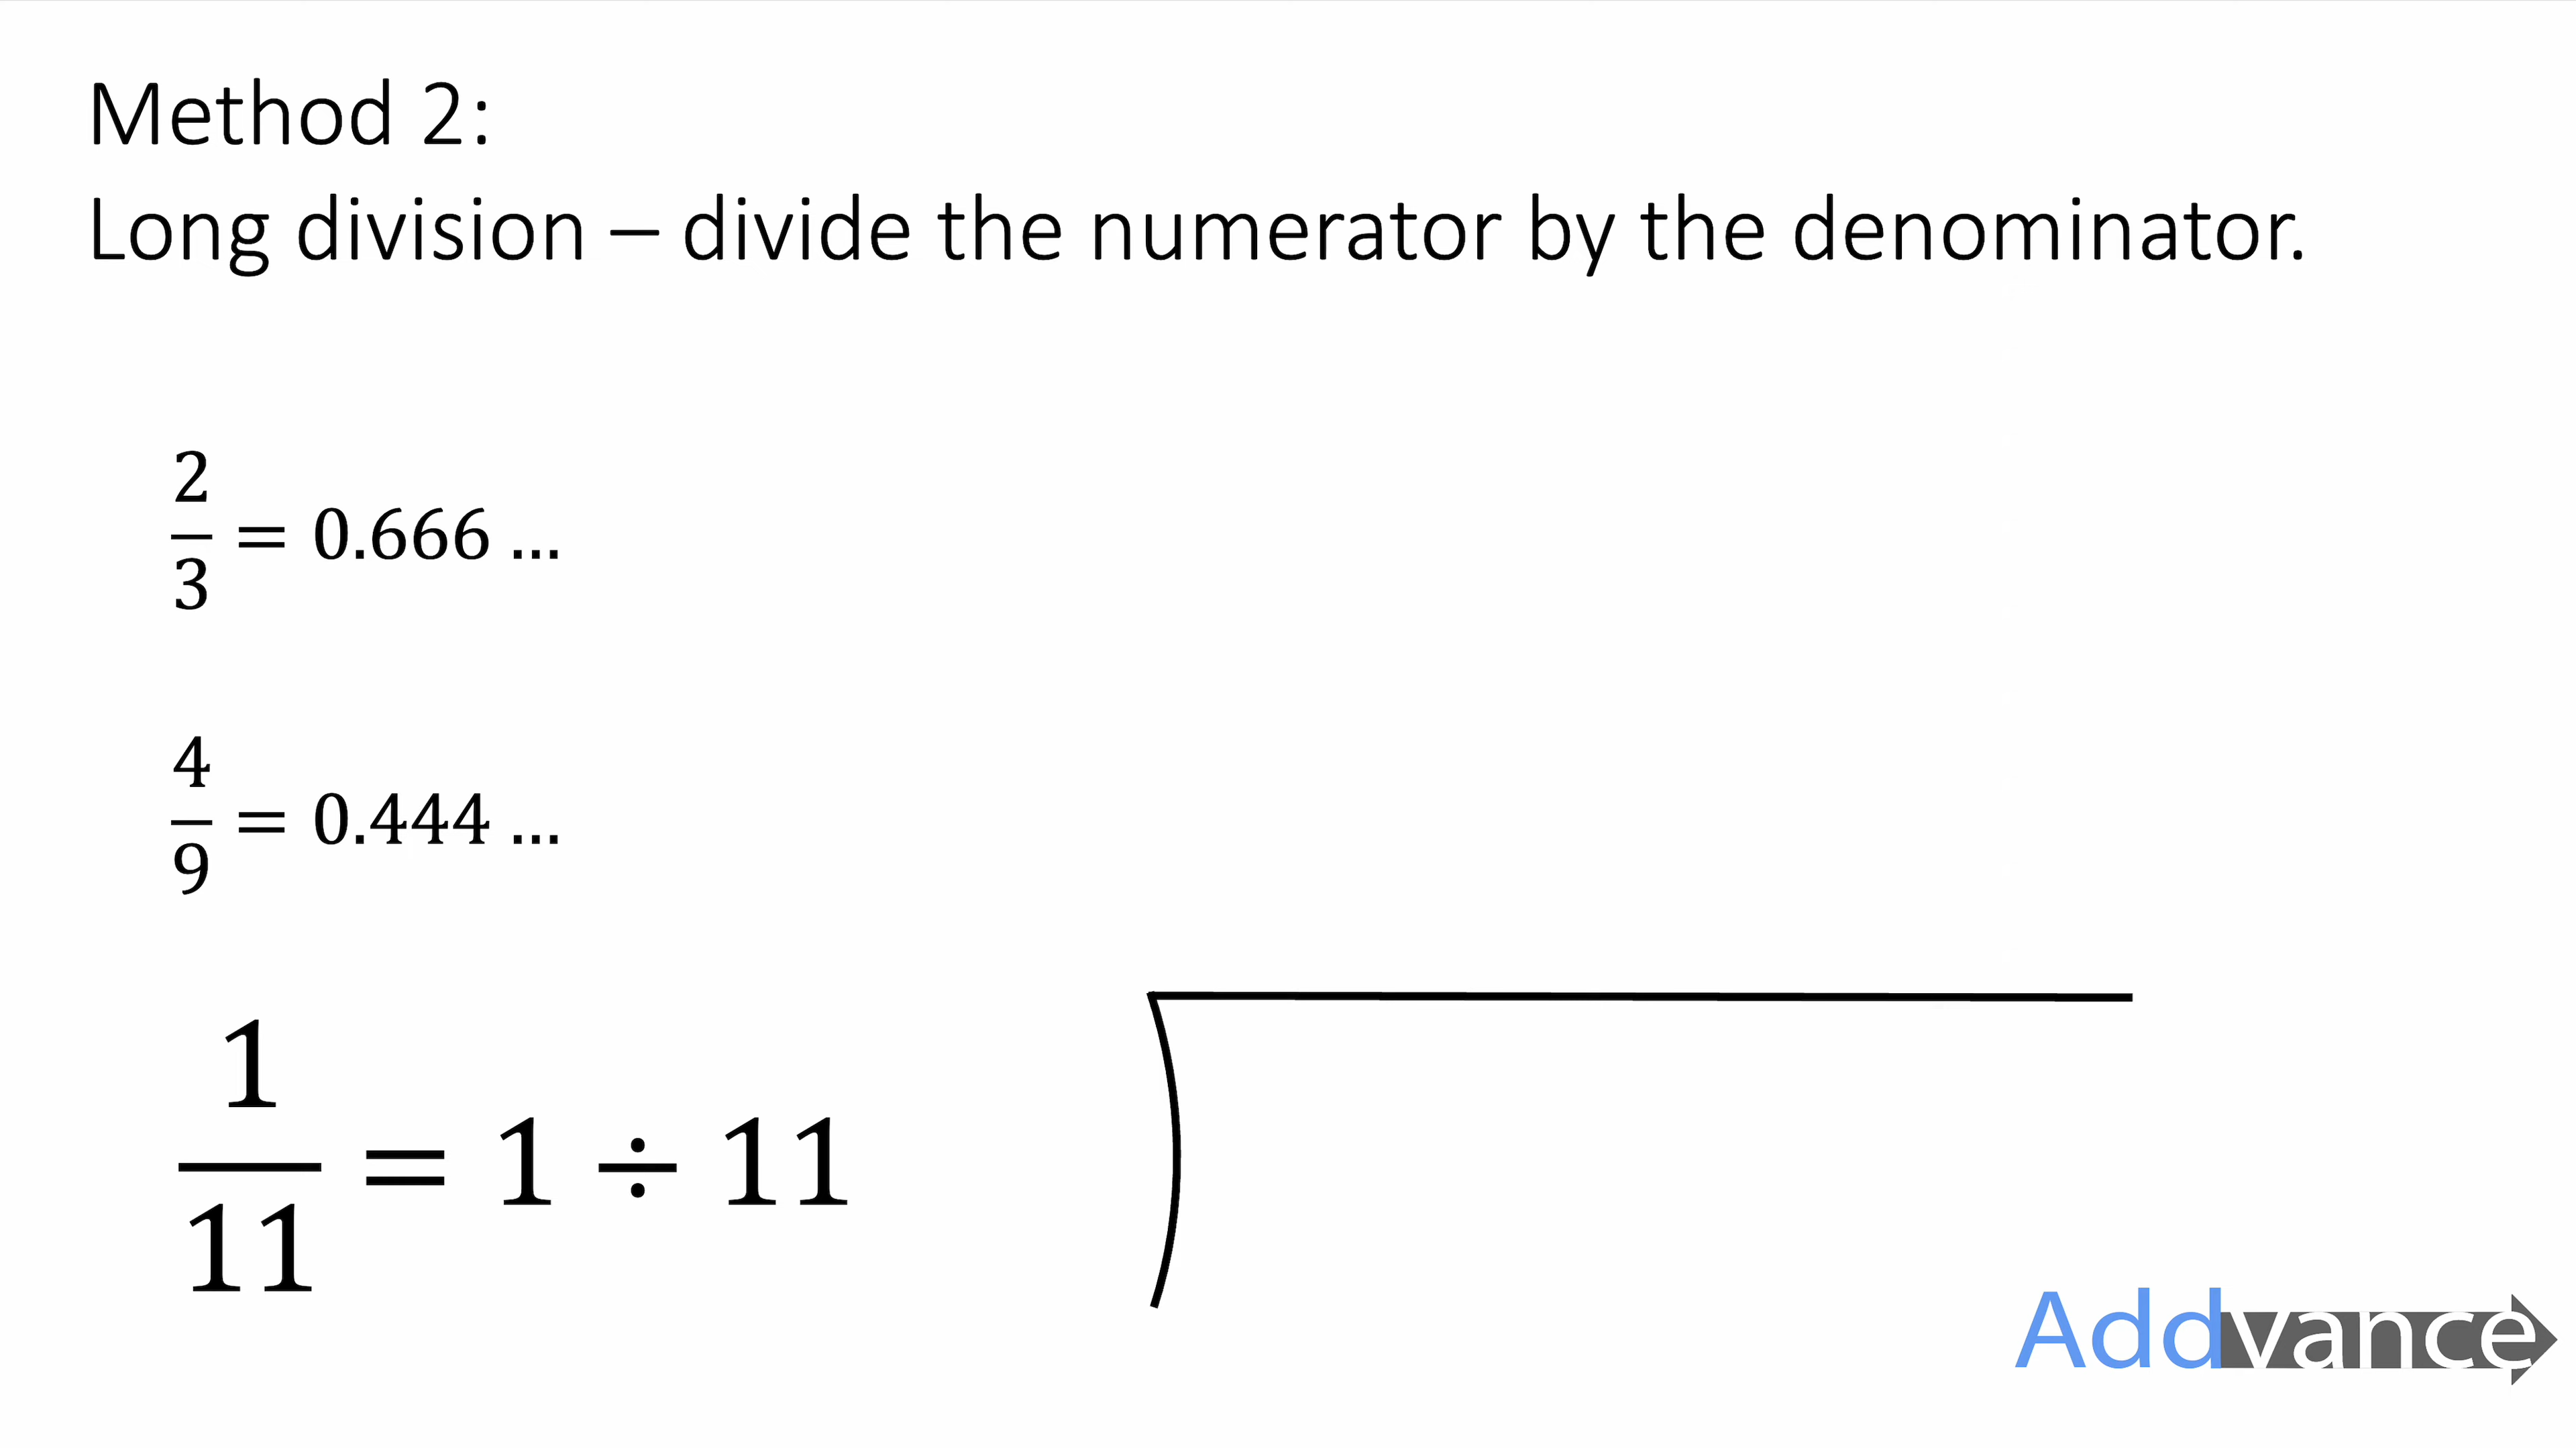 Method 2:
Long division – divide the numerator by the denominator.
2/3 = 0.666 ...
4/9 = 0.444 ...
1/11 = 1 ÷ 11
Addvance